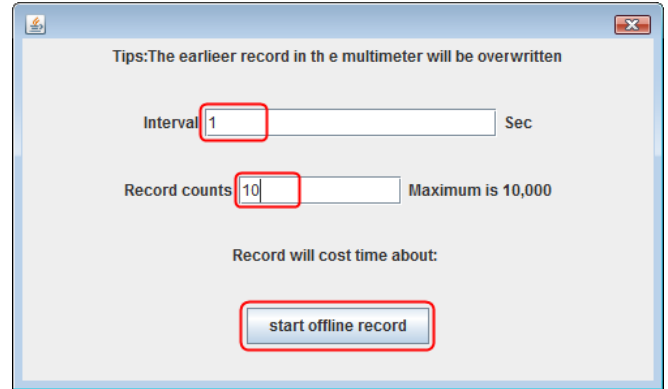 Tips:The earlieer record in th e multimeter will be overwritten
Interval 1 Sec
Record counts 10 Maximum is 10,000
Record will cost time about:
start offline record